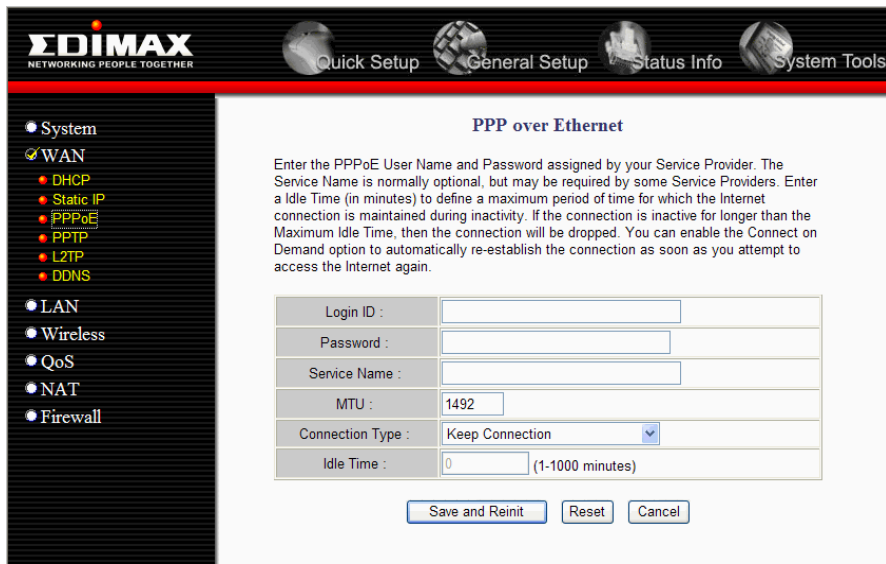 EDIMAX
NETWORKING PEOPLE TOGETHER
Quick Setup
General Setup
Status Info
System Tools
System
WAN
DHCP
Static IP
PPPoE
PPTP
L2TP
DDNS
LAN
Wireless
QoS
NAT
Firewall
PPP over Ethernet
Enter the PPPoE User Name and Password assigned by your Service Provider. The
Service Name is normally optional, but may be required by some Service Providers. Enter
a Idle Time (in minutes) to define a maximum period of time for which the Internet
connection is maintained during inactivity. If the connection is inactive for longer than the
Maximum Idle Time, then the connection will be dropped. You can enable the Connect on
Demand option to automatically re-establish the connection as soon as you attempt to
access the Internet again.
Login ID :
Password :
Service Name :
MTU : 1492
Connection Type : Keep Connection
Idle Time : 0 (1-1000 minutes)
Save and Reinit Reset Cancel